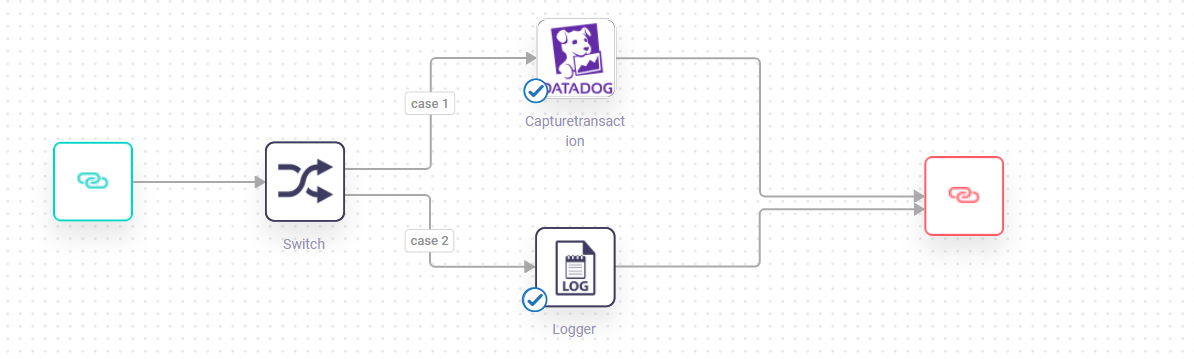 DATADOG
case 1
Capturetransact
ion
Switch
case 2
LOG
Logger